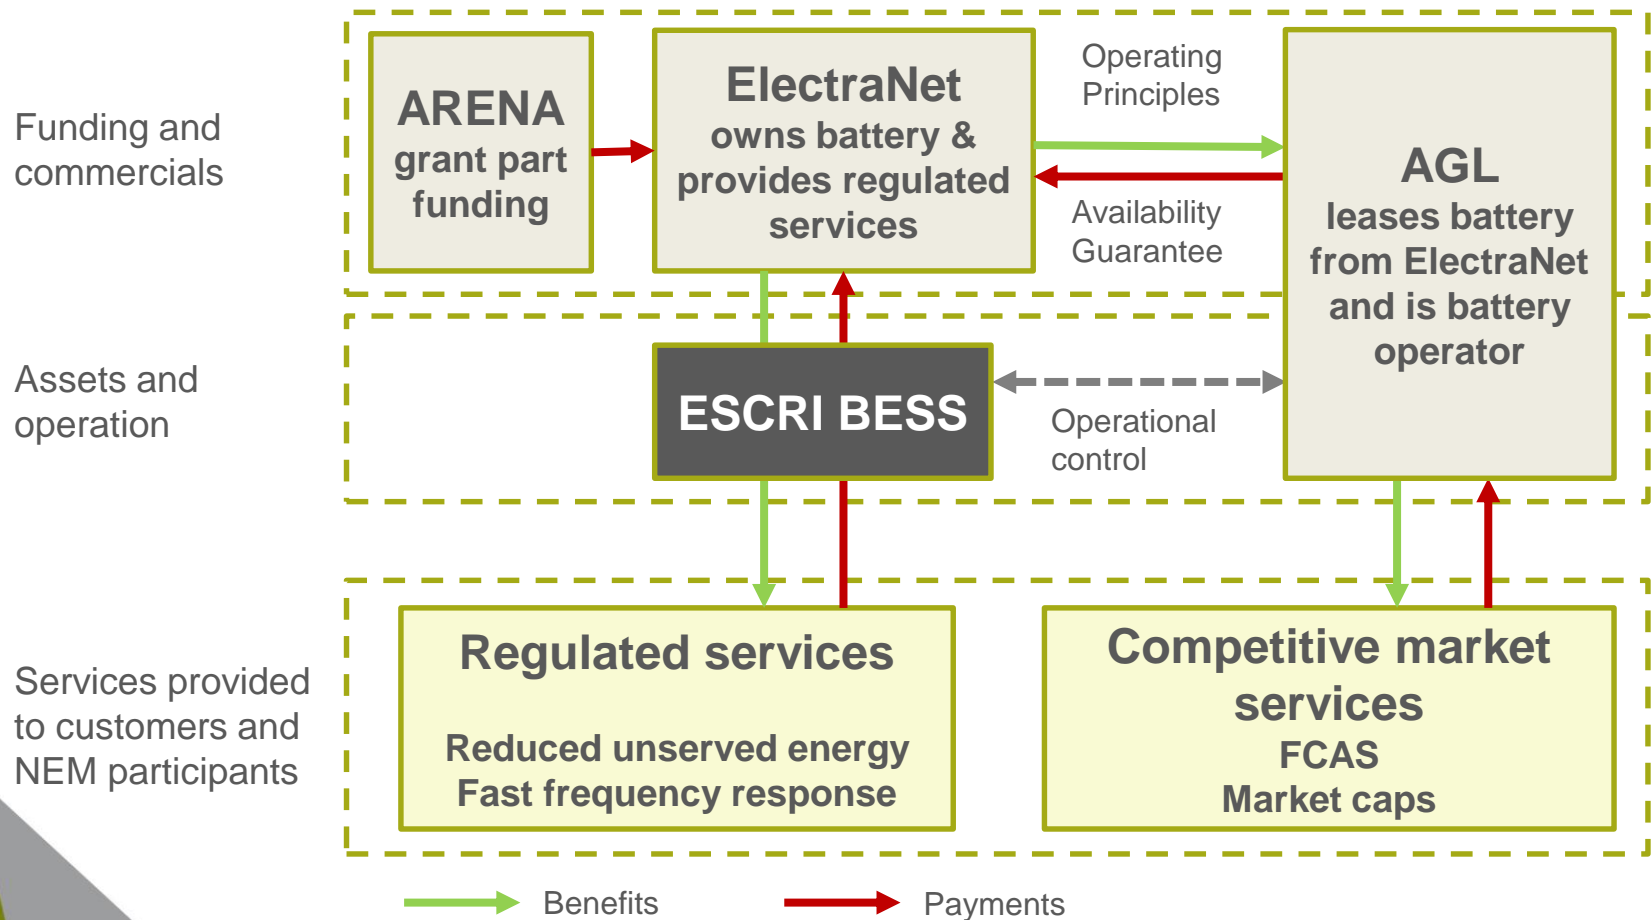 Funding and
commercials
ARENA
grant part
funding
ElectraNet
owns battery &
provides regulated
services
Operating
Principles
Availability
Guarantee
AGL
leases battery
from ElectraNet
and is battery
operator
Assets and
operation
ESCRI BESS
Operational
control
Services provided
to customers and
NEM participants
Regulated services
Reduced unserved energy
Fast frequency response
Competitive market
services
FCAS
Market caps
Benefits
Payments